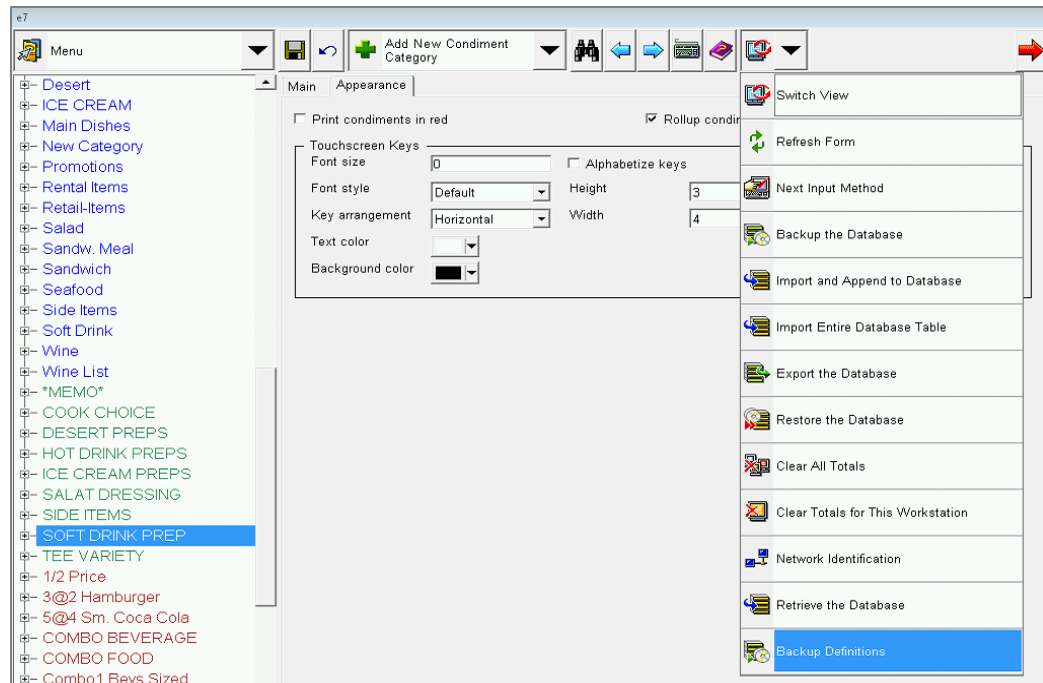 e7
Menu
Add New Condiment
Category
Desert
ICE CREAM
Main Dishes
New Category
Promotions
Rental Items
Retail-Items
Salad
Sandw. Meal
Sandwich
Seafood
Side Items
Soft Drink
Wine
Wine List
*MEMO*
COOK CHOICE
DESERT PREPS
HOT DRINK PREPS
ICE CREAM PREPS
SALAT DRESSING
SIDE ITEMS
SOFT DRINK PREP
TEE VARIETY
1/2 Price
3@2 Hamburger
5@4 Sm. Coca Cola
COMBO BEVERAGE
COMBO FOOD
Combo1 Bevs Sized
Main Appearance
Print condiments in red
Rollup condir
Touchscreen Keys
Font size 0 Alphabetize keys
Font style Default Height 3
Key arrangement Horizontal Width 4
Text color
Background color
Switch View
Refresh Form
Next Input Method
Backup the Database
Import and Append to Database
Import Entire Database Table
Export the Database
Restore the Database
Clear All Totals
Clear Totals for This Workstation
Network Identification
Retrieve the Database
Backup Definitions